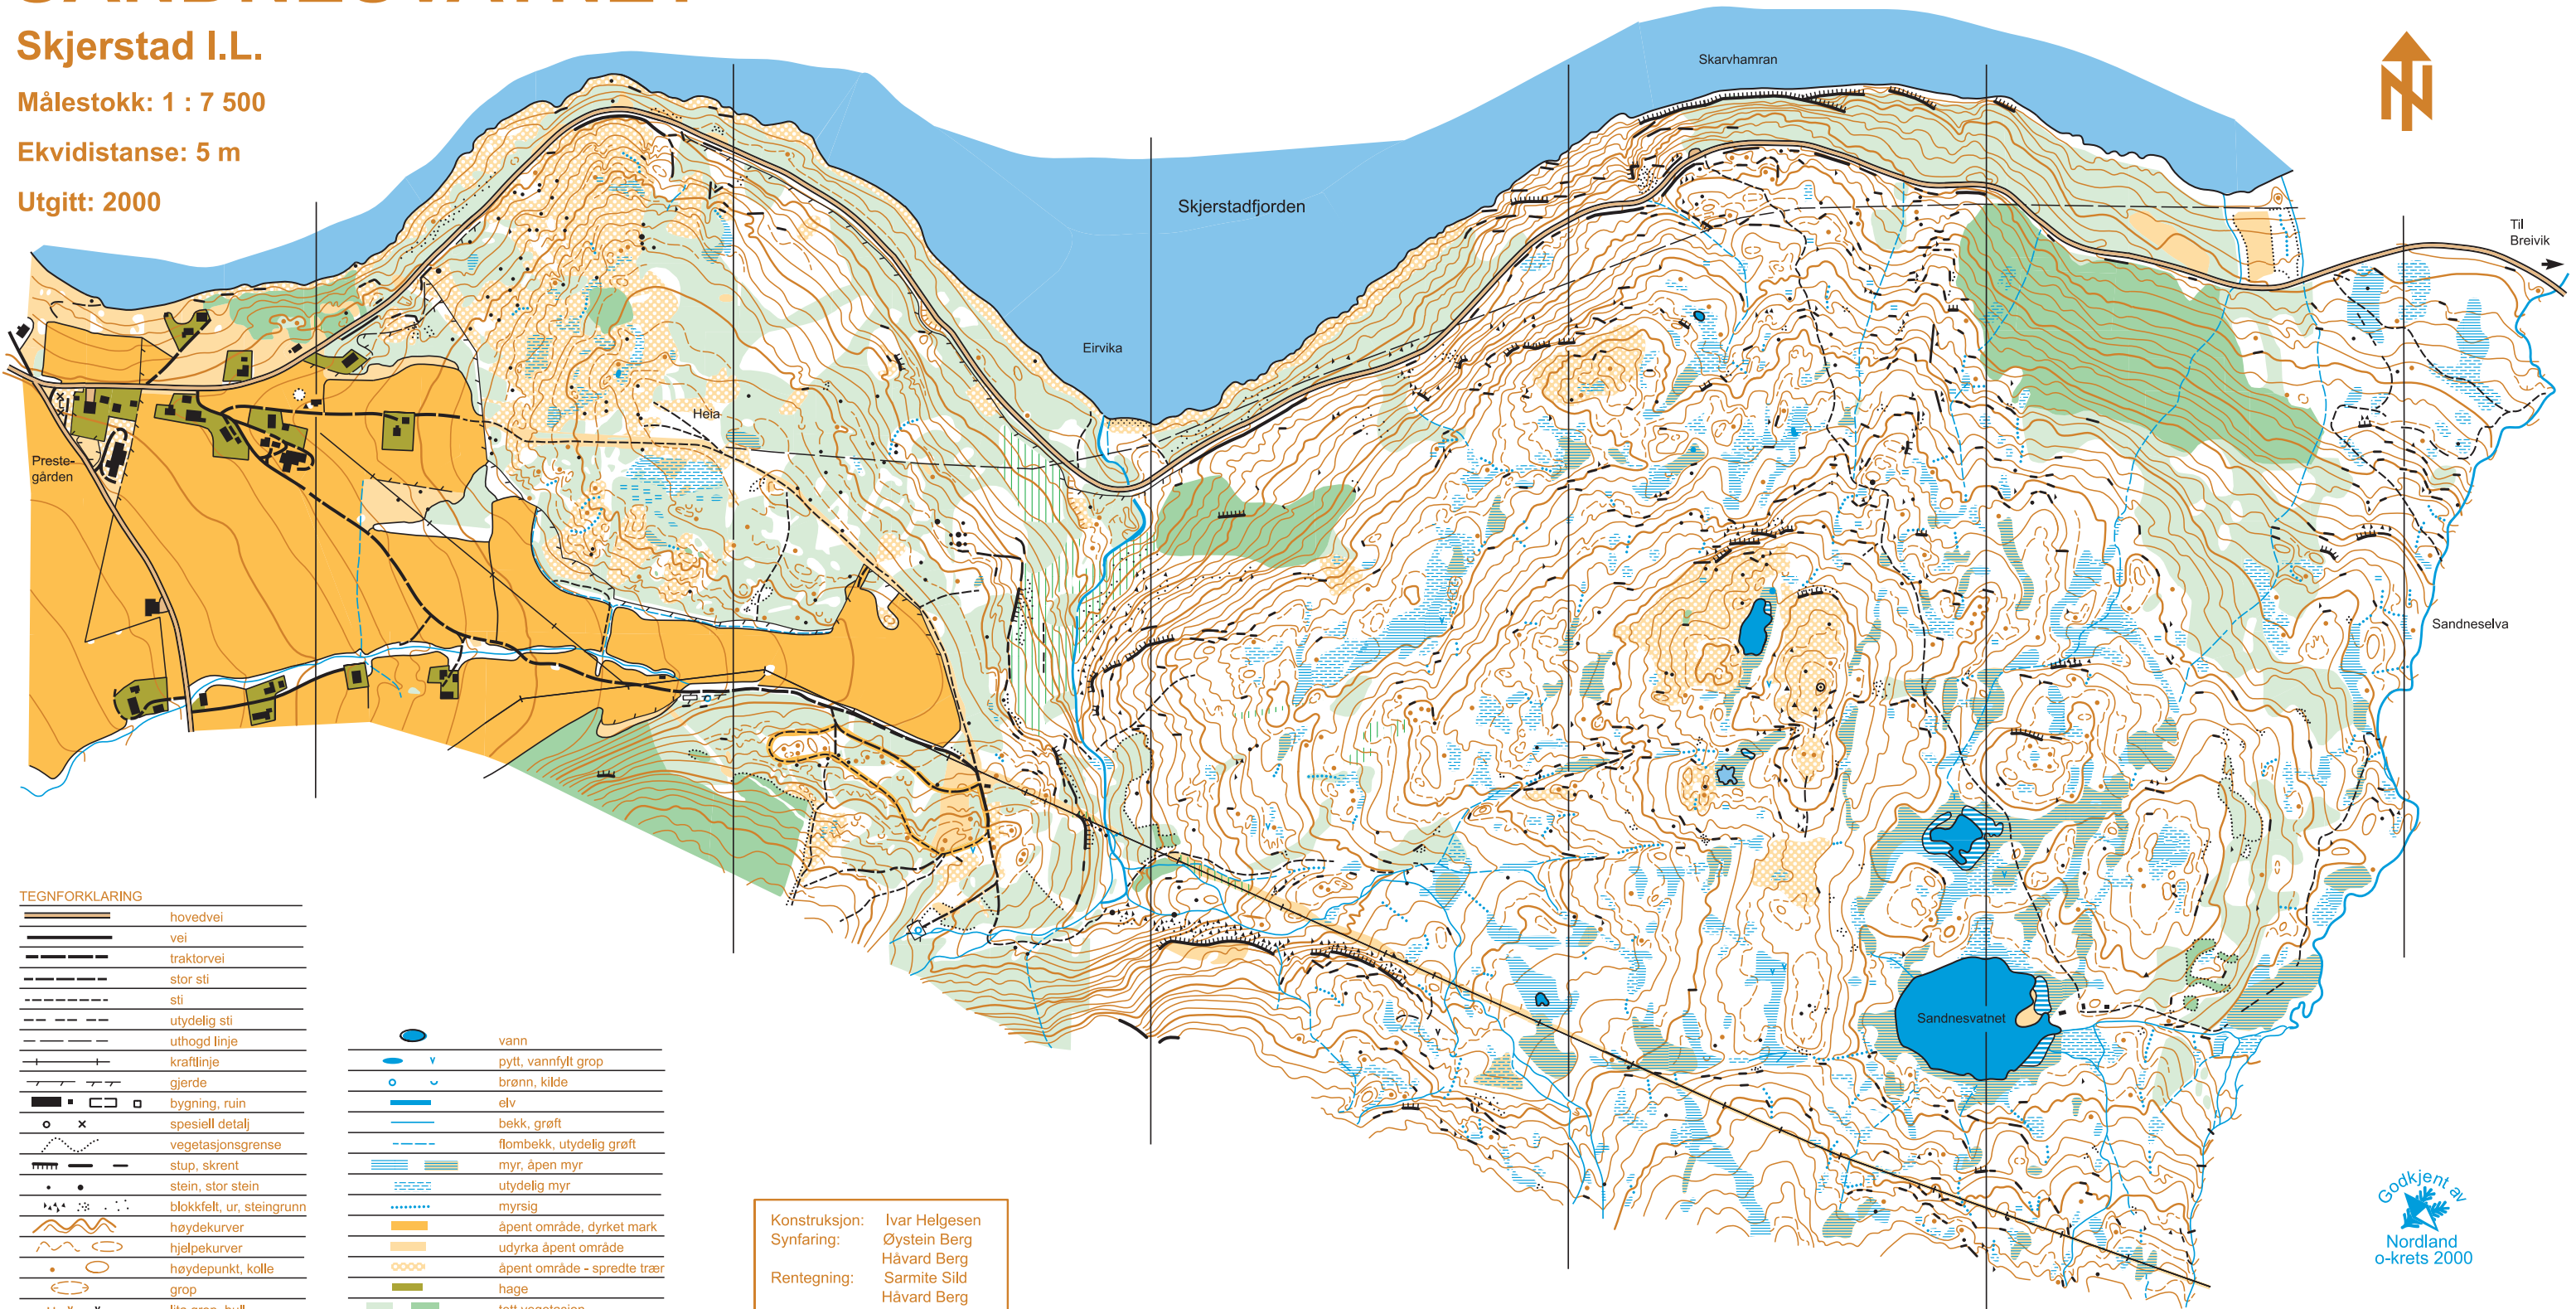 Skjerstad I.L.
Målestokk: 1 : 7 500
Ekvidistanse: 5 m
Utgitt: 2000
Skarvhamran
Skjerstadfjorden
Til
Breivik
Eirvika
Heia
Preste-
gården
Sandneselva
Sandnesvatnet
TEGNFORKLARING
hovedvei
vei
traktorvei
stor sti
sti
utydelig sti
uthogd linje
kraftlinje
gjerde
bygning, ruin
spesiell detalj
vegetasjonsgrense
stup, skrent
stein, stor stein
blokkfelt, ur, steingrunn
høydekurver
hjelpekurver
høydepunkt, kolle
grop
vann
pytt, vannfylt grop
brønn, kilde
elv
bekk, grøft
flombekk, utydelig grøft
myr, åpen myr
utydelig myr
myrsig
åpent område, dyrket mark
udyrka åpent område
åpent område - spredte trær
hage
Konstruksjon: Ivar Helgesen
Synfaring: Øystein Berg
Håvard Berg
Rentegning: Sarmite Sild
Håvard Berg
Godkjent av
Nordland
o-krets 2000